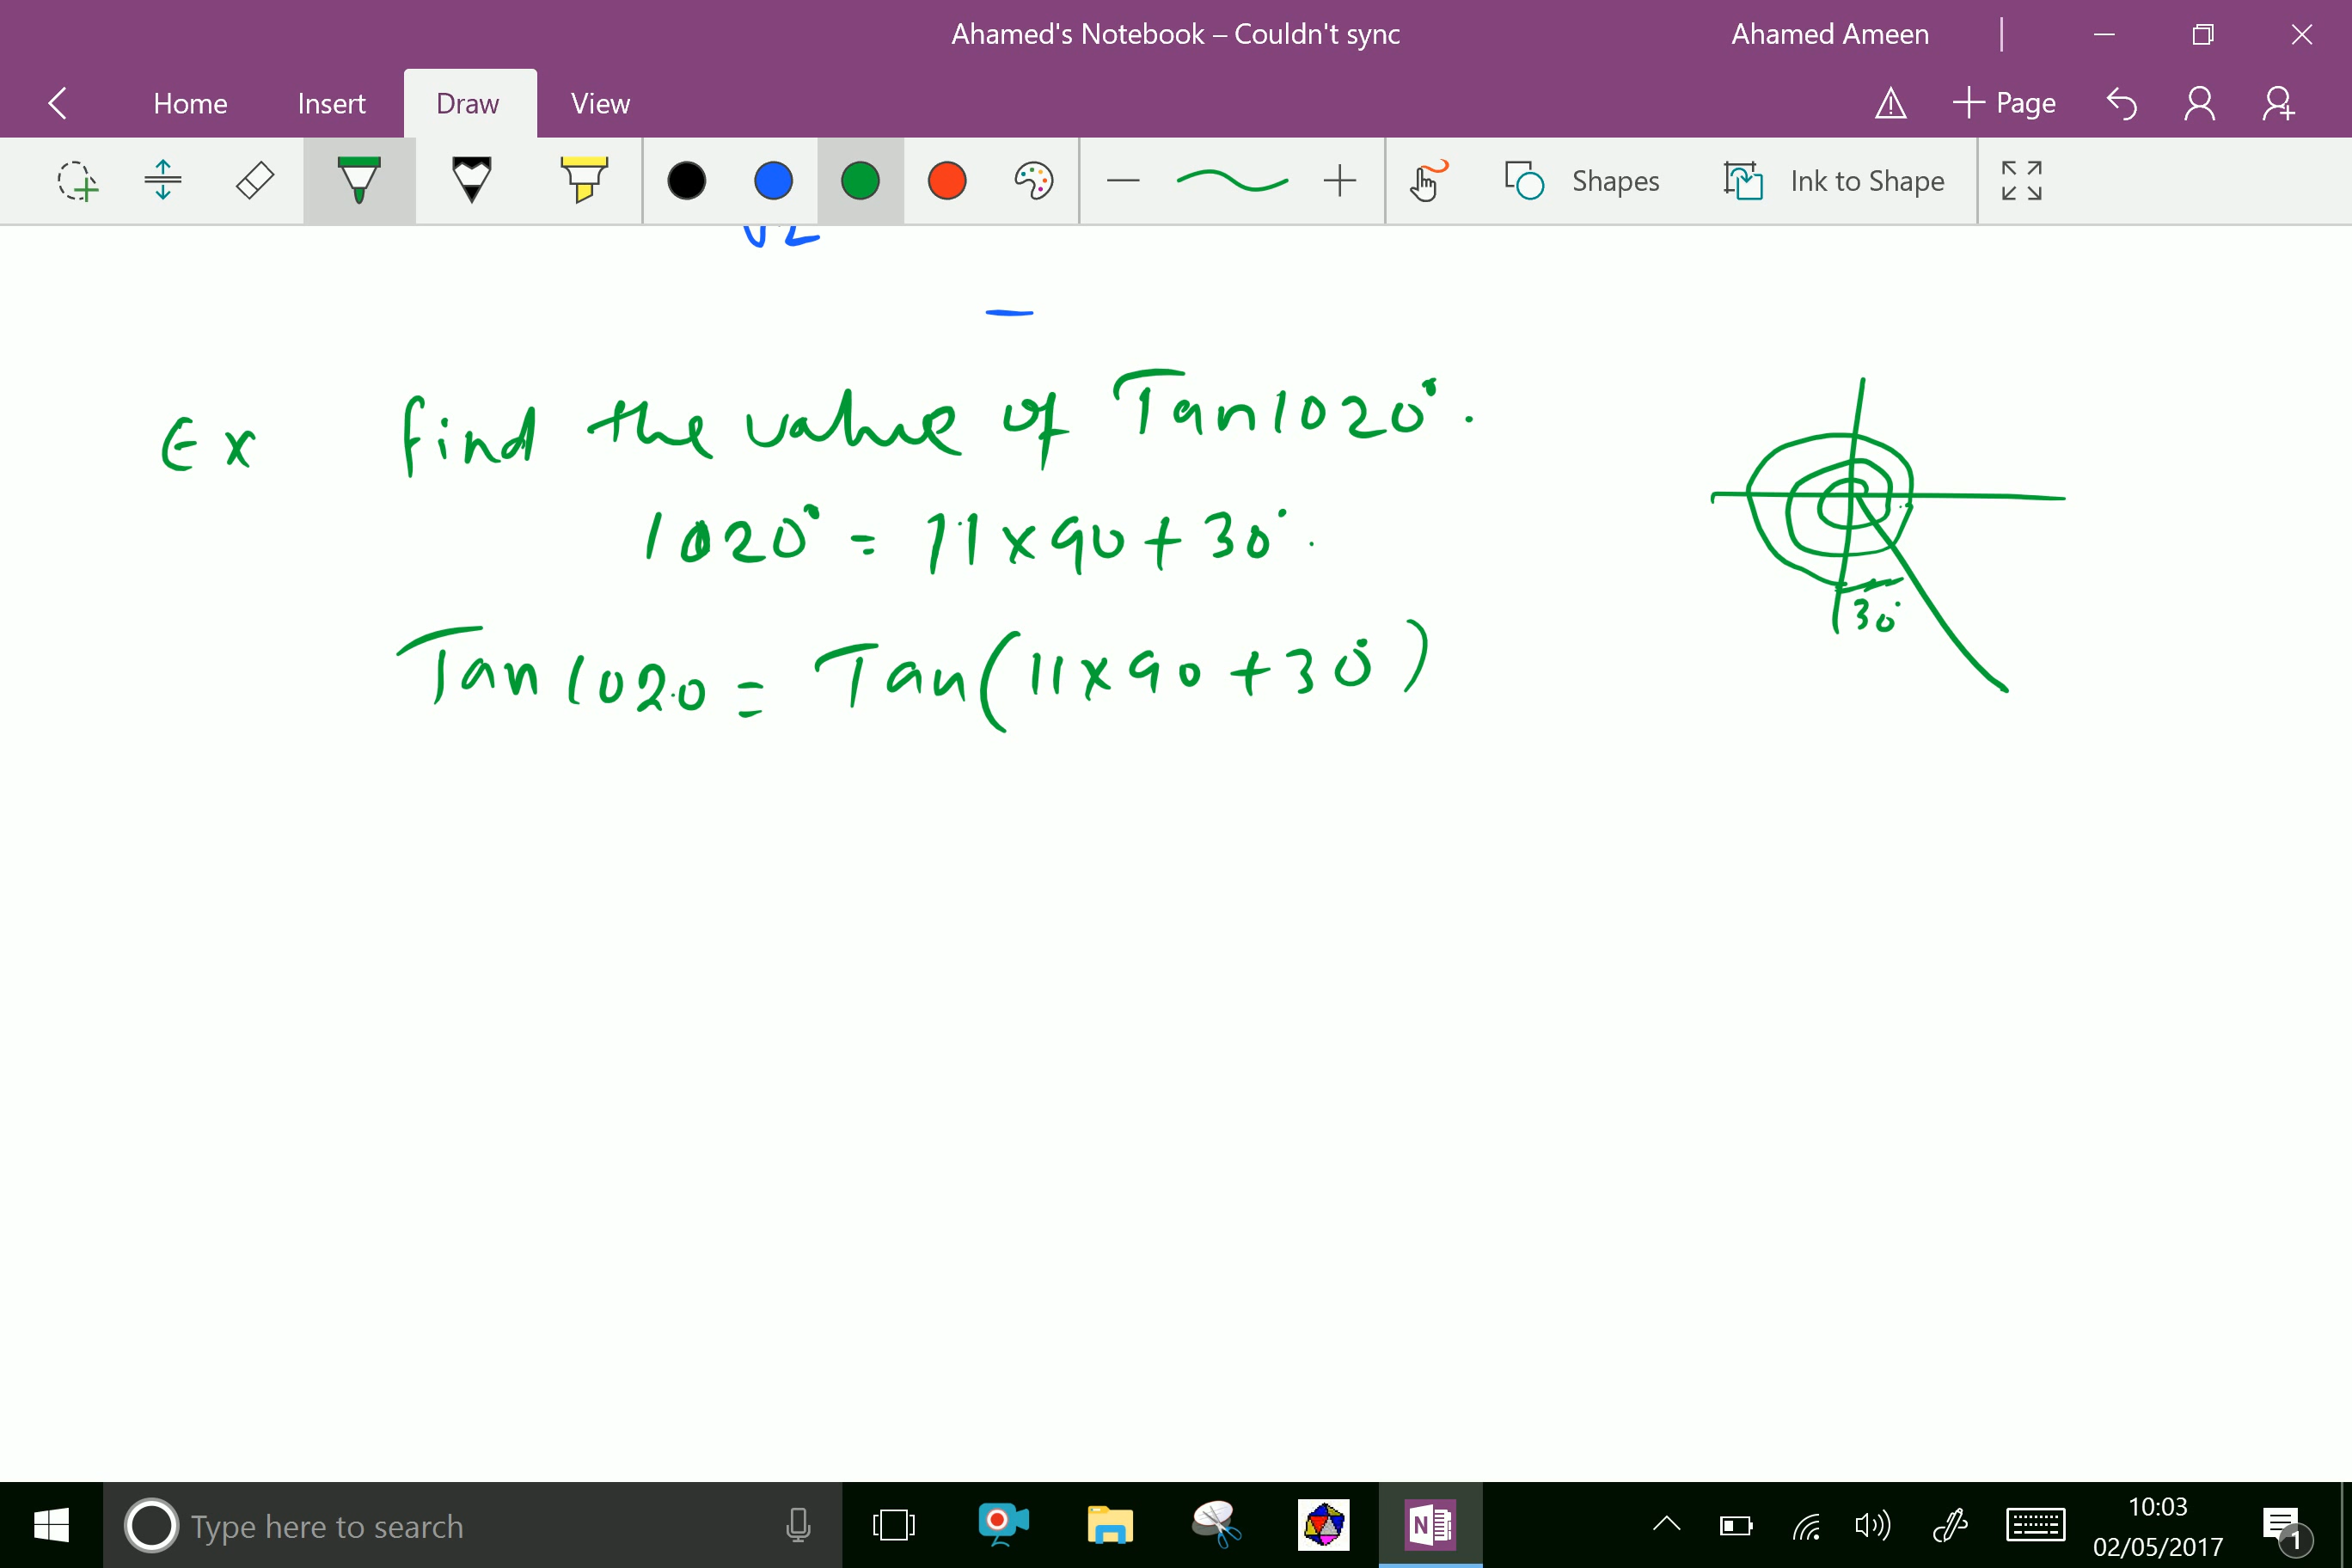 Ahamed's Notebook – Couldn't sync
Ahamed Ameen
Home Insert Draw View
Page
Shapes
Ink to Shape
√2
Ex find the value of Tan1020°.
1020° = 11×90+30°.
30°
Tan1020 = Tan(11×90+30°)
Type here to search
N
10:03
02/05/2017
1